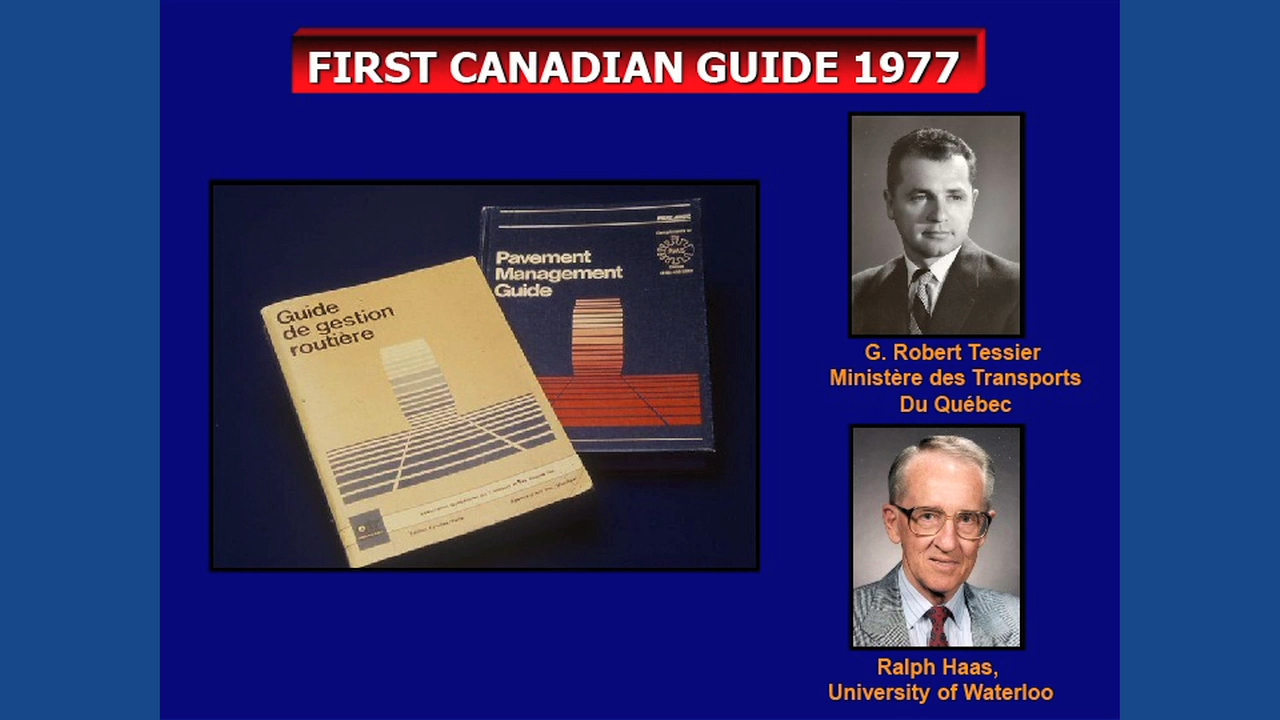 FIRST CANADIAN GUIDE 1977
Pavement
Management
Guide
Guide
de gestion
routière
G. Robert Tessier
Ministère des Transports
Du Québec
Ralph Haas,
University of Waterloo